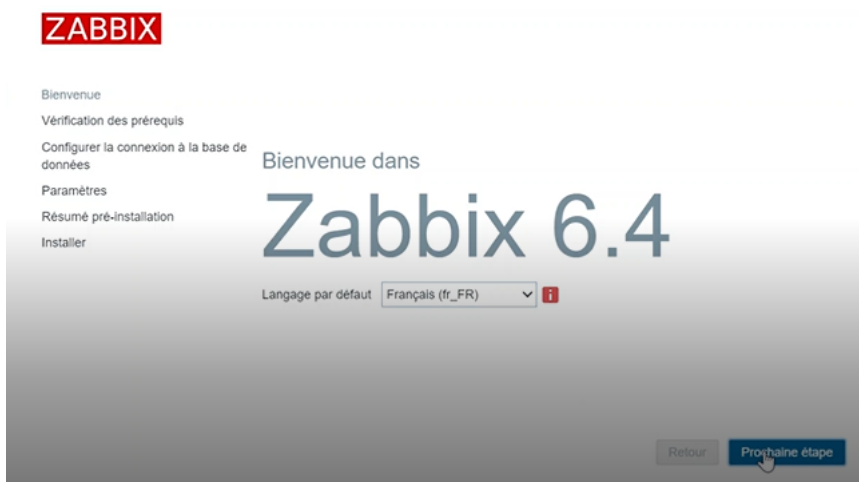 ZABBIX
Bienvenue
Vérification des prérequis
Configurer la connexion à la base de
données
Paramètres
Résumé pré-installation
Installer
Bienvenue dans
Zabbix 6.4
Langage par défaut Français (fr_FR)
Retour Prochaine étape